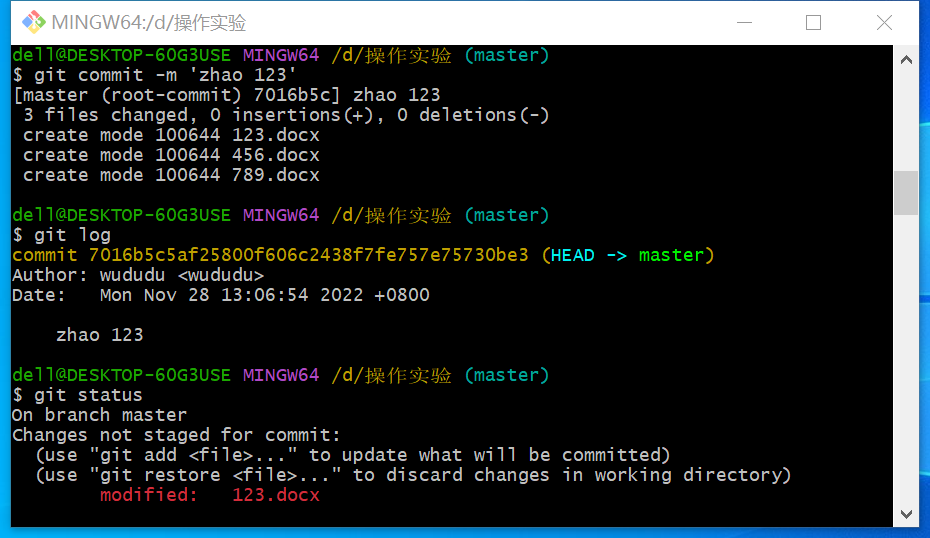 MINGW64:/d/操作实验
dell@DESKTOP-60G3USE MINGW64 /d/操作实验 (master)
$ git commit -m 'zhao 123'
[master (root-commit) 7016b5c] zhao 123
 3 files changed, 0 insertions(+), 0 deletions(-)
 create mode 100644 123.docx
 create mode 100644 456.docx
 create mode 100644 789.docx
dell@DESKTOP-60G3USE MINGW64 /d/操作实验 (master)
$ git log
commit 7016b5c5af25800f606c2438f7fe757e75730be3 (HEAD -> master)
Author: wududu <wududu>
Date:   Mon Nov 28 13:06:54 2022 +0800
    zhao 123
dell@DESKTOP-60G3USE MINGW64 /d/操作实验 (master)
$ git status
On branch master
Changes not staged for commit:
  (use "git add <file>..." to update what will be committed)
  (use "git restore <file>..." to discard changes in working directory)
        modified:   123.docx